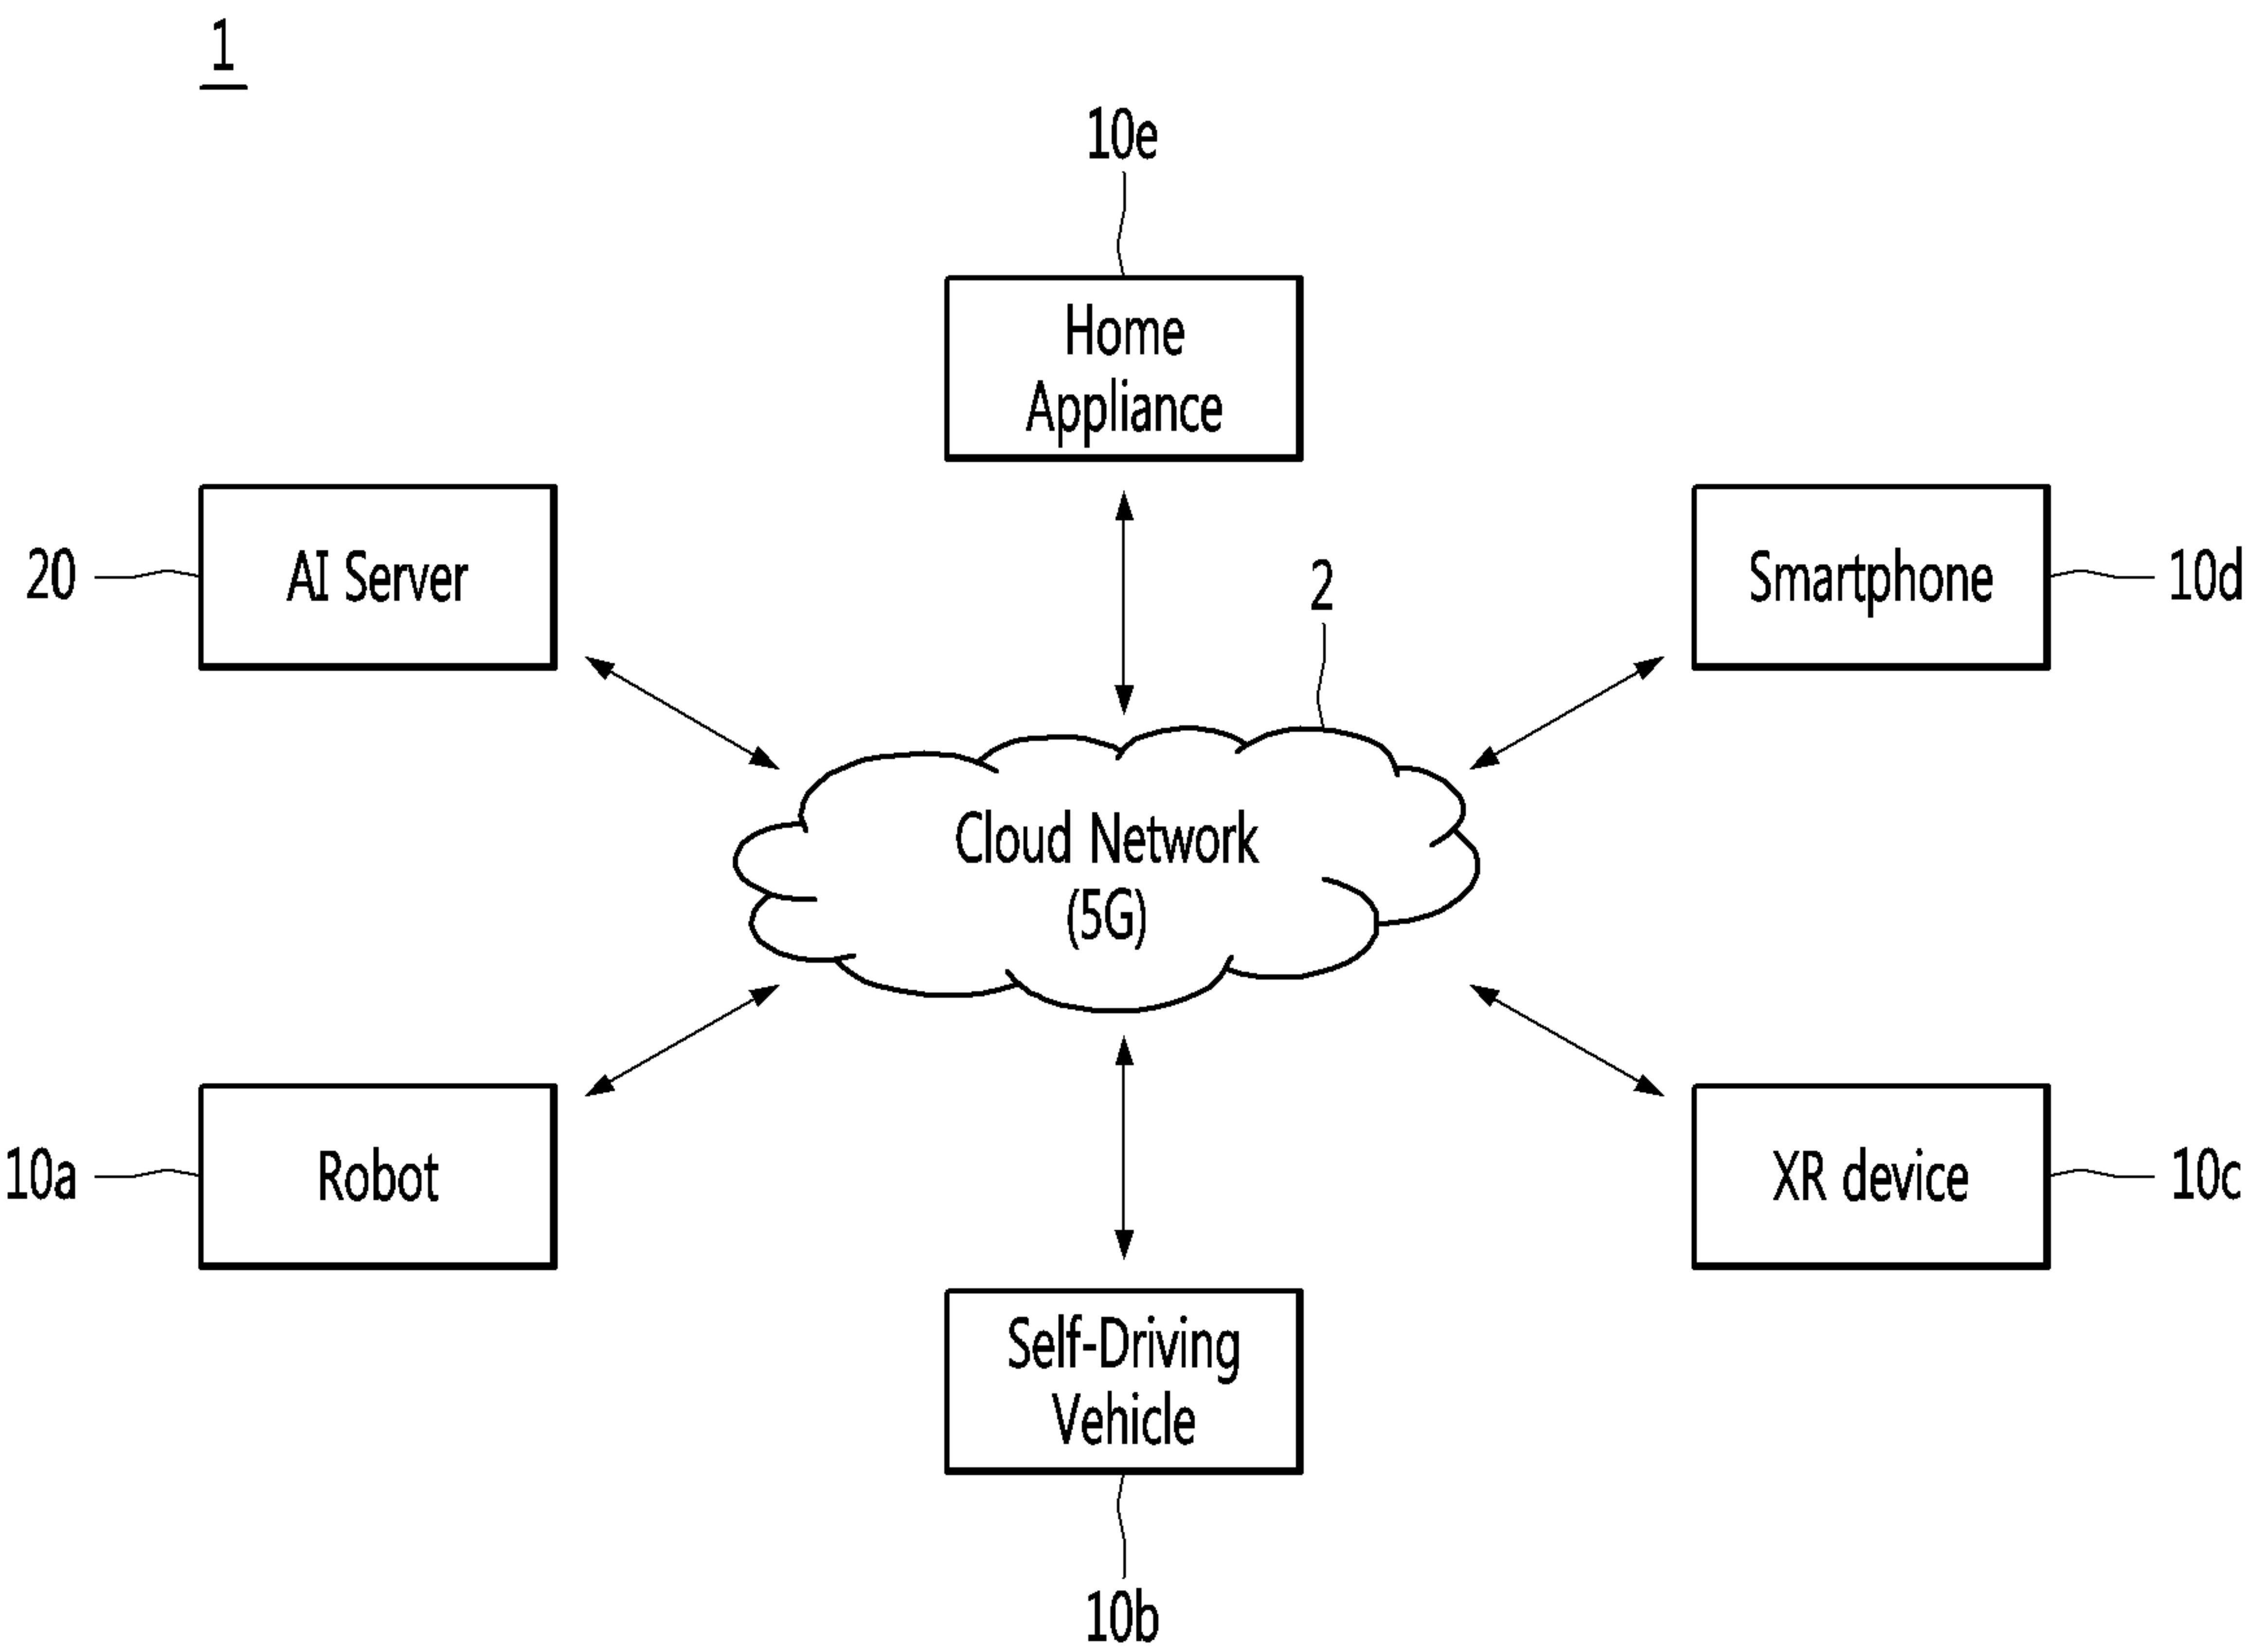 1
10e
Home
Appliance
20
AI Server
2
Smartphone
10d
Cloud Network
(5G)
10a
Robot
XR device
10c
Self-Driving
Vehicle
10b